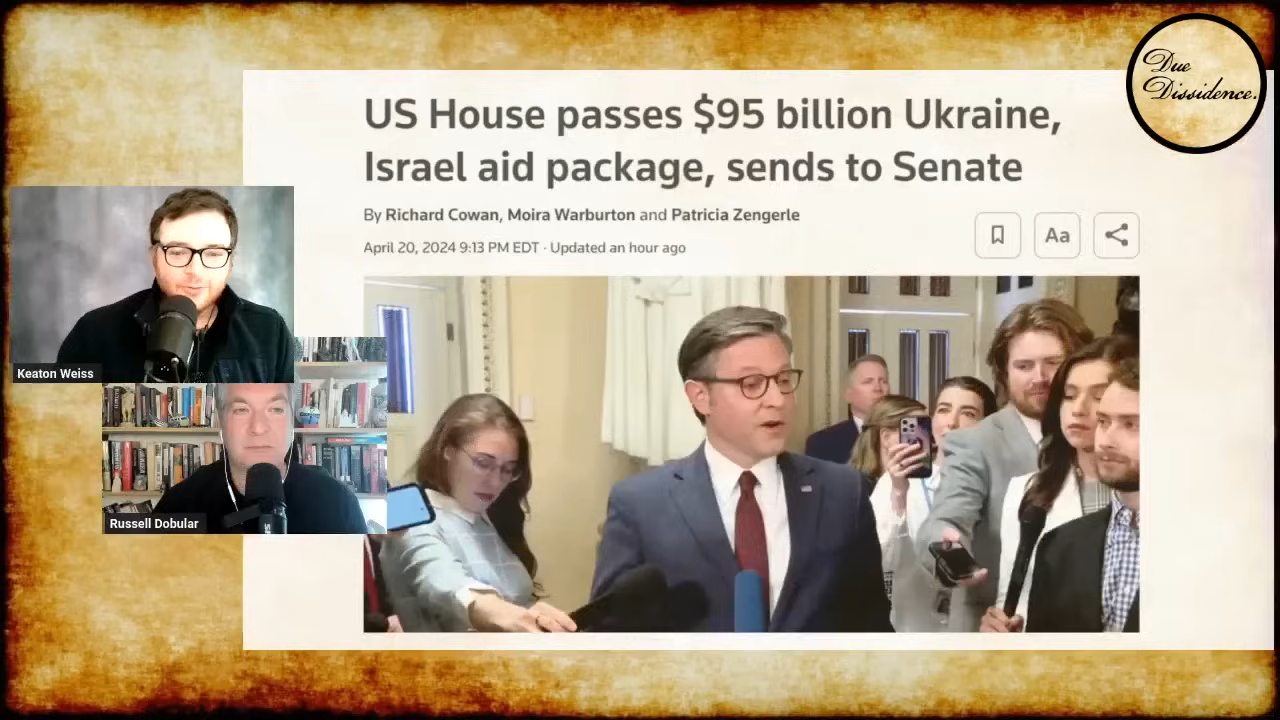 Due
Dissidence.
US House passes $95 billion Ukraine,
Israel aid package, sends to Senate
By Richard Cowan, Moira Warburton and Patricia Zengerle
April 20, 2024 9:13 PM EDT · Updated an hour ago
Aa
Keaton Weiss
Russell Dobular